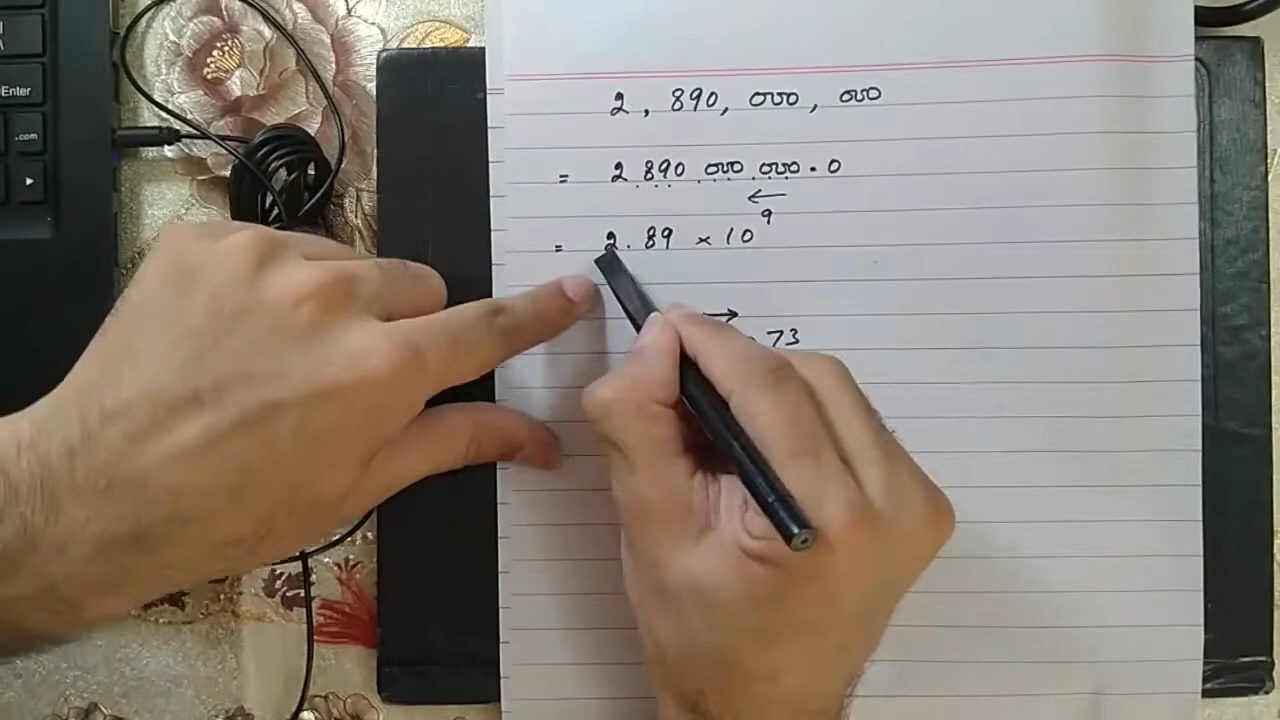 Enter
.com
2, 890, 000, 000
= 2 890 000 000.0
←
= 2.89 × 10⁹
→
73